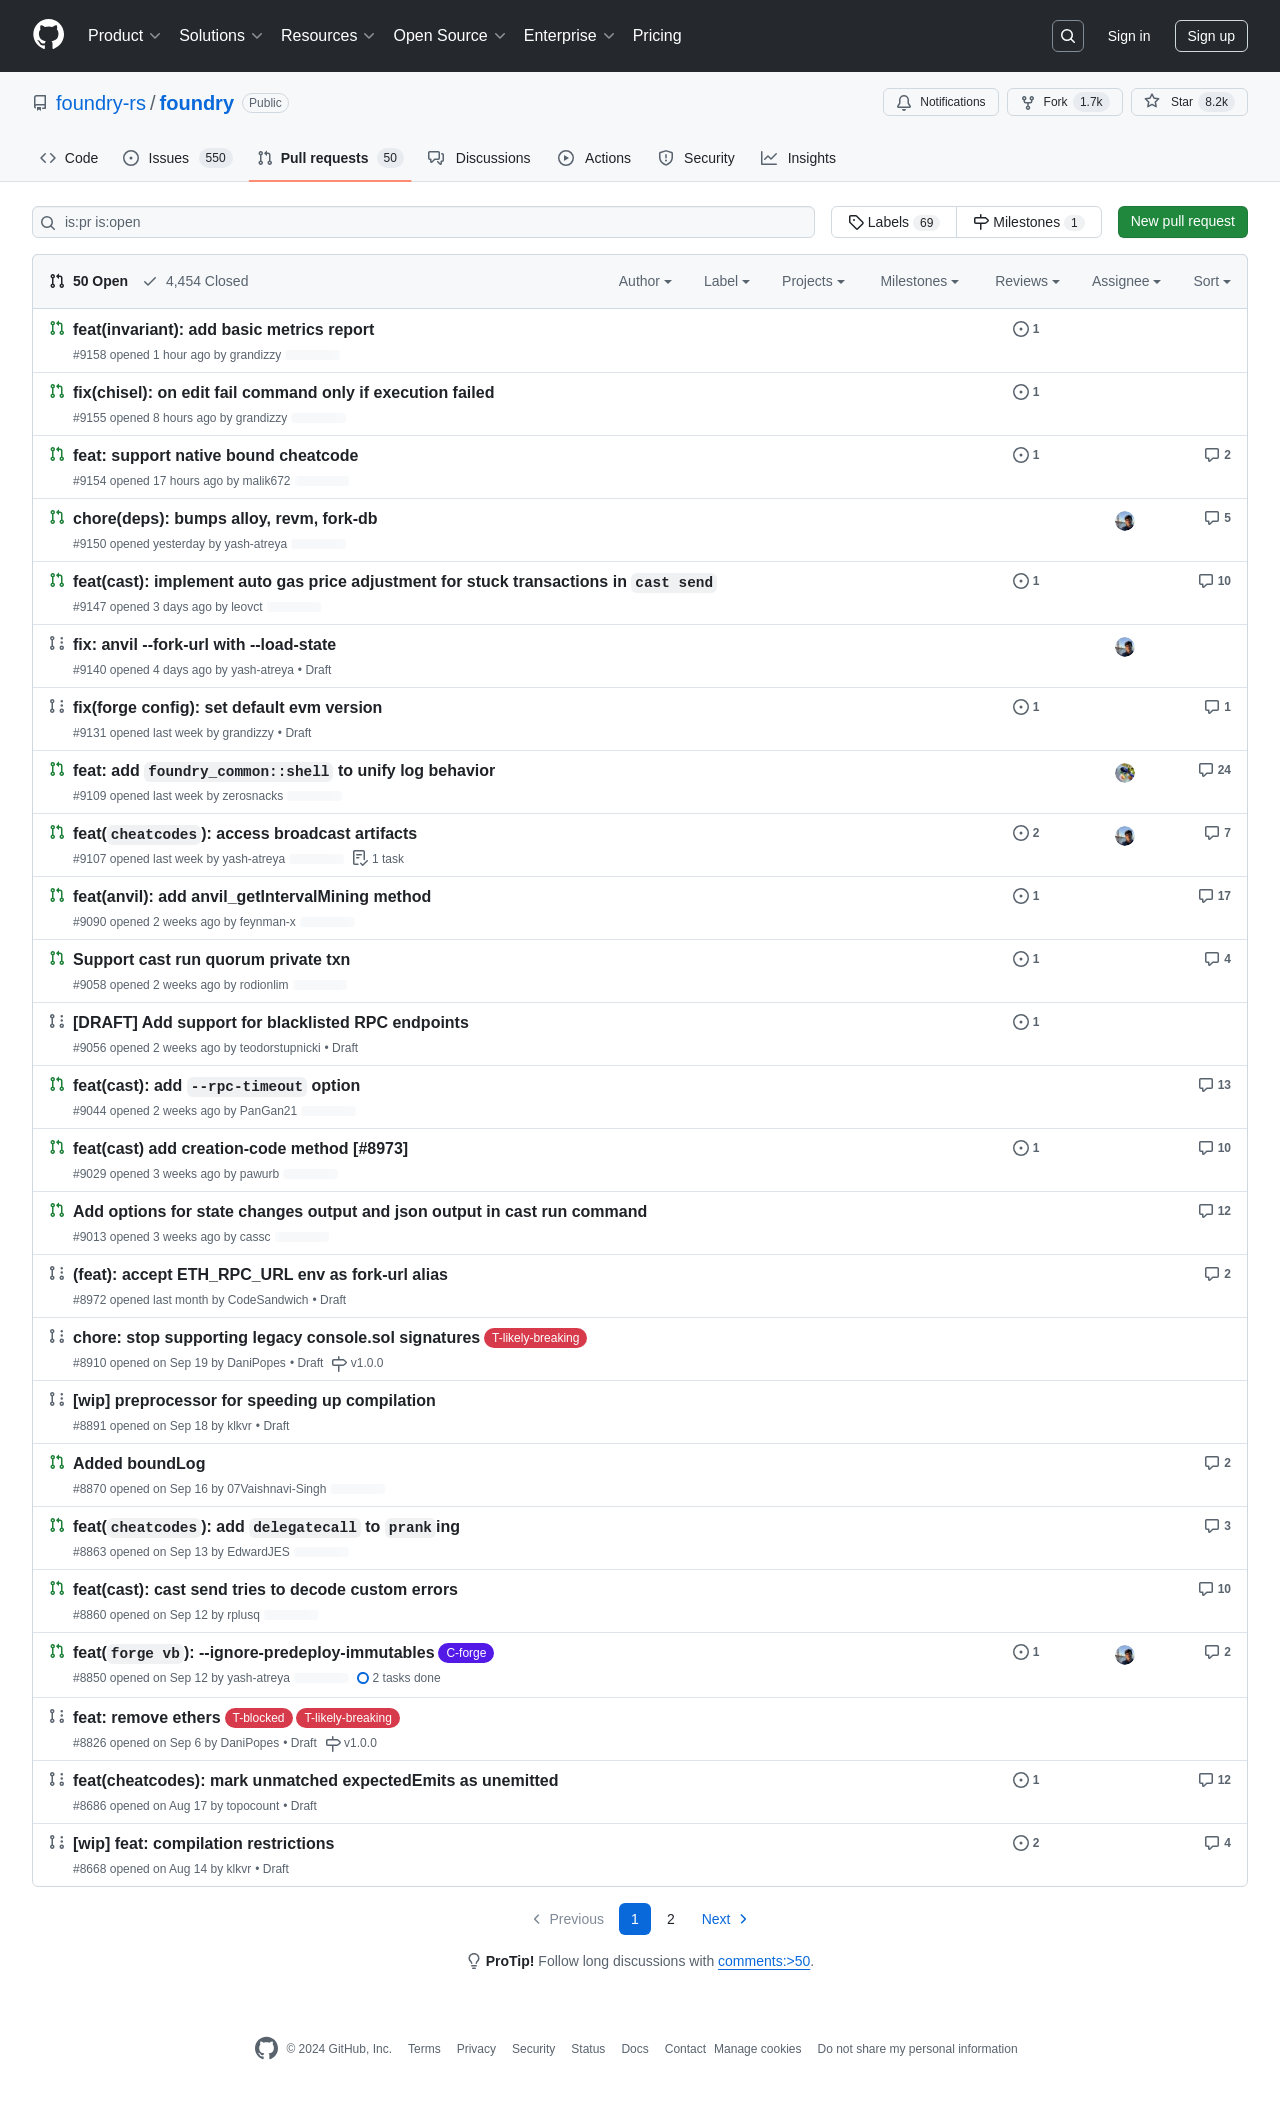 Product Solutions Resources Open Source Enterprise Pricing Sign in Sign up
foundry-rs / foundry Public Notifications Fork 1.7k Star 8.2k
Code Issues 550 Pull requests 50 Discussions Actions Security Insights
is:pr is:open Labels 69 Milestones 1 New pull request
50 Open 4,454 Closed Author Label Projects Milestones Reviews Assignee Sort
feat(invariant): add basic metrics report 1
#9158 opened 1 hour ago by grandizzy
fix(chisel): on edit fail command only if execution failed 1
#9155 opened 8 hours ago by grandizzy
feat: support native bound cheatcode 1 2
#9154 opened 17 hours ago by malik672
chore(deps): bumps alloy, revm, fork-db 5
#9150 opened yesterday by yash-atreya
feat(cast): implement auto gas price adjustment for stuck transactions in cast send 1 10
#9147 opened 3 days ago by leovct
fix: anvil --fork-url with --load-state
#9140 opened 4 days ago by yash-atreya • Draft
fix(forge config): set default evm version 1 1
#9131 opened last week by grandizzy • Draft
feat: add foundry_common::shell to unify log behavior 24
#9109 opened last week by zerosnacks
feat(cheatcodes): access broadcast artifacts 2 7
#9107 opened last week by yash-atreya 1 task
feat(anvil): add anvil_getIntervalMining method 1 17
#9090 opened 2 weeks ago by feynman-x
Support cast run quorum private txn 1 4
#9058 opened 2 weeks ago by rodionlim
[DRAFT] Add support for blacklisted RPC endpoints 1
#9056 opened 2 weeks ago by teodorstupnicki • Draft
feat(cast): add --rpc-timeout option 13
#9044 opened 2 weeks ago by PanGan21
feat(cast) add creation-code method [#8973] 1 10
#9029 opened 3 weeks ago by pawurb
Add options for state changes output and json output in cast run command 12
#9013 opened 3 weeks ago by cassc
(feat): accept ETH_RPC_URL env as fork-url alias 2
#8972 opened last month by CodeSandwich • Draft
chore: stop supporting legacy console.sol signatures T-likely-breaking
#8910 opened on Sep 19 by DaniPopes • Draft v1.0.0
[wip] preprocessor for speeding up compilation
#8891 opened on Sep 18 by klkvr • Draft
Added boundLog 2
#8870 opened on Sep 16 by 07Vaishnavi-Singh
feat(cheatcodes): add delegatecall to pranking 3
#8863 opened on Sep 13 by EdwardJES
feat(cast): cast send tries to decode custom errors 10
#8860 opened on Sep 12 by rplusq
feat(forge vb): --ignore-predeploy-immutables C-forge 1 2
#8850 opened on Sep 12 by yash-atreya 2 tasks done
feat: remove ethers T-blocked T-likely-breaking
#8826 opened on Sep 6 by DaniPopes • Draft v1.0.0
feat(cheatcodes): mark unmatched expectedEmits as unemitted 1 12
#8686 opened on Aug 17 by topocount • Draft
[wip] feat: compilation restrictions 2 4
#8668 opened on Aug 14 by klkvr • Draft
Previous 1 2 Next
ProTip! Follow long discussions with comments:>50.
© 2024 GitHub, Inc. Terms Privacy Security Status Docs Contact Manage cookies Do not share my personal information